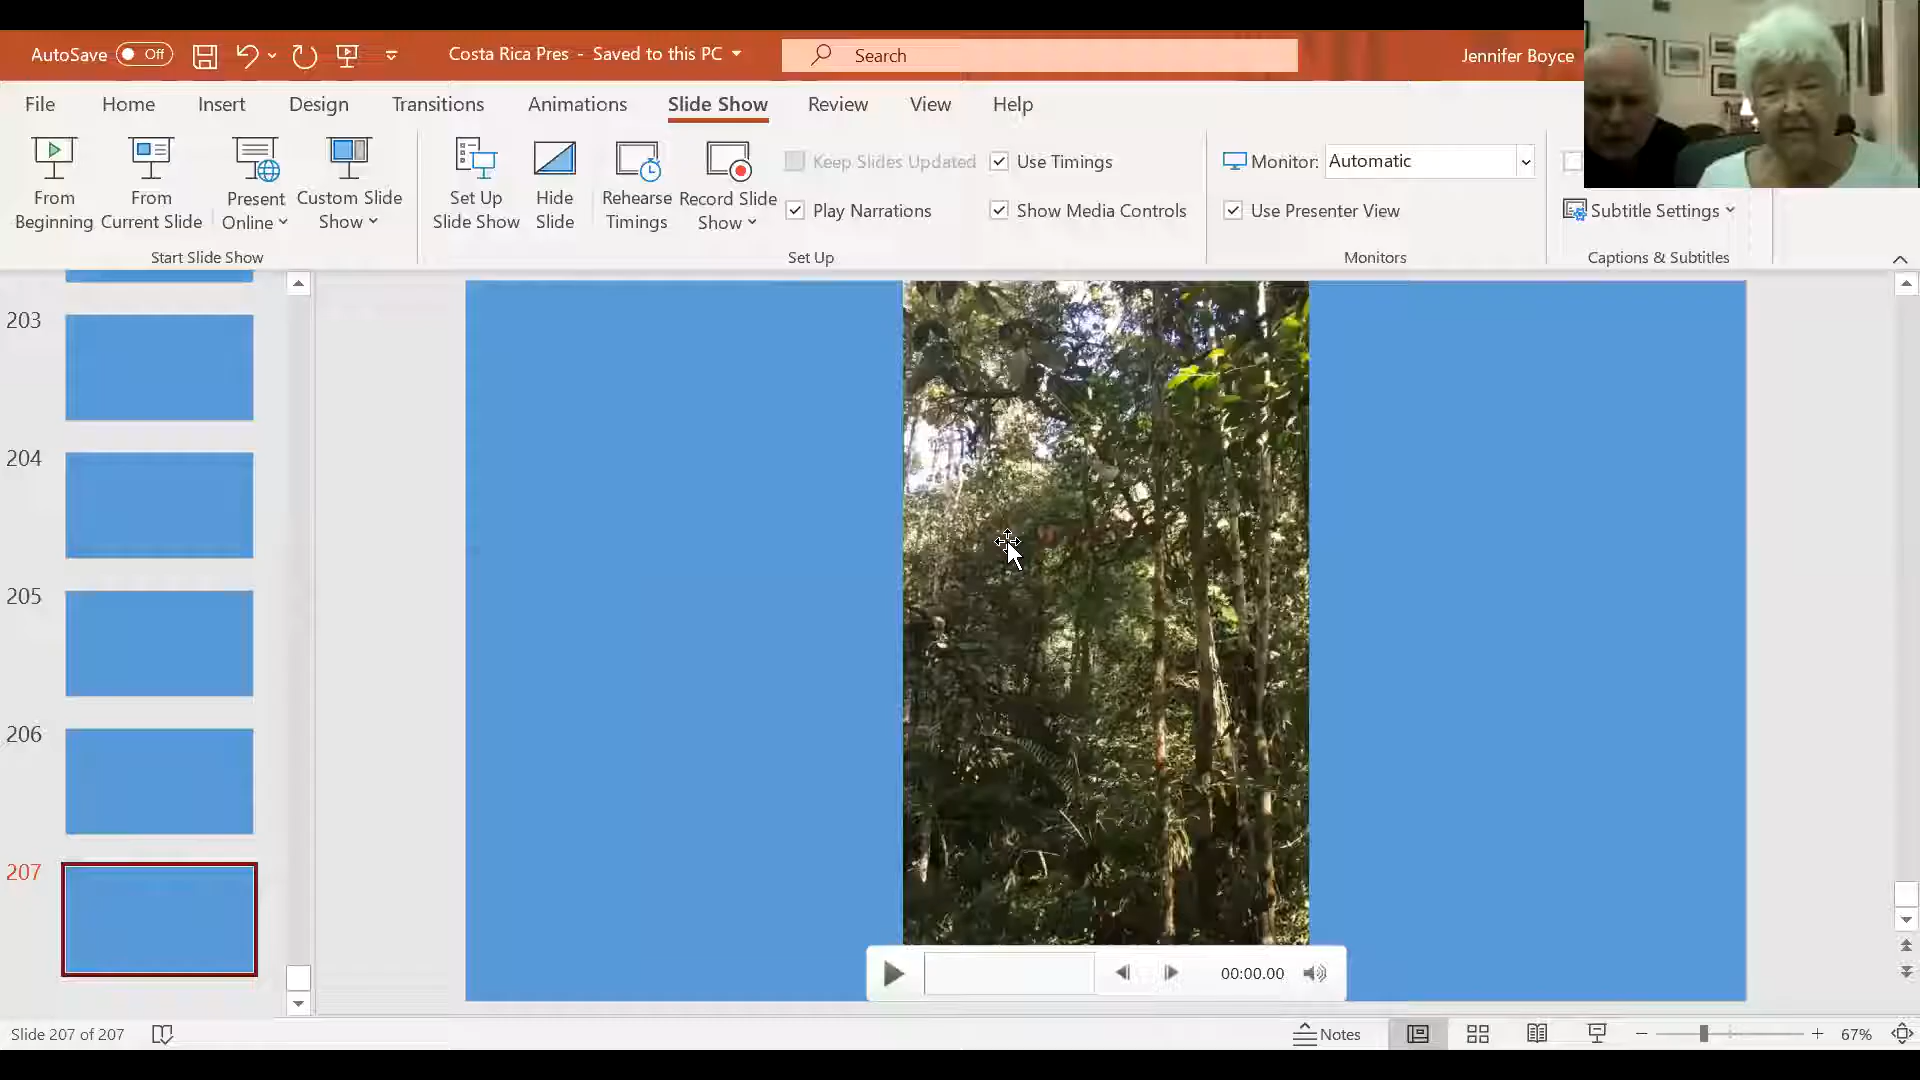 AutoSave Off Costa Rica Pres - Saved to this PC Search Jennifer Boyce
File Home Insert Design Transitions Animations Slide Show Review View Help
From Beginning
From Current Slide
Present Online
Custom Slide Show
Start Slide Show
Set Up Slide Show
Hide Slide
Rehearse Timings
Record Slide Show
Keep Slides Updated
Play Narrations
Use Timings
Show Media Controls
Set Up
Monitor: Automatic
Use Presenter View
Monitors
Subtitle Settings
Captions & Subtitles
203
204
205
206
207
00:00.00
Slide 207 of 207 Notes 67%